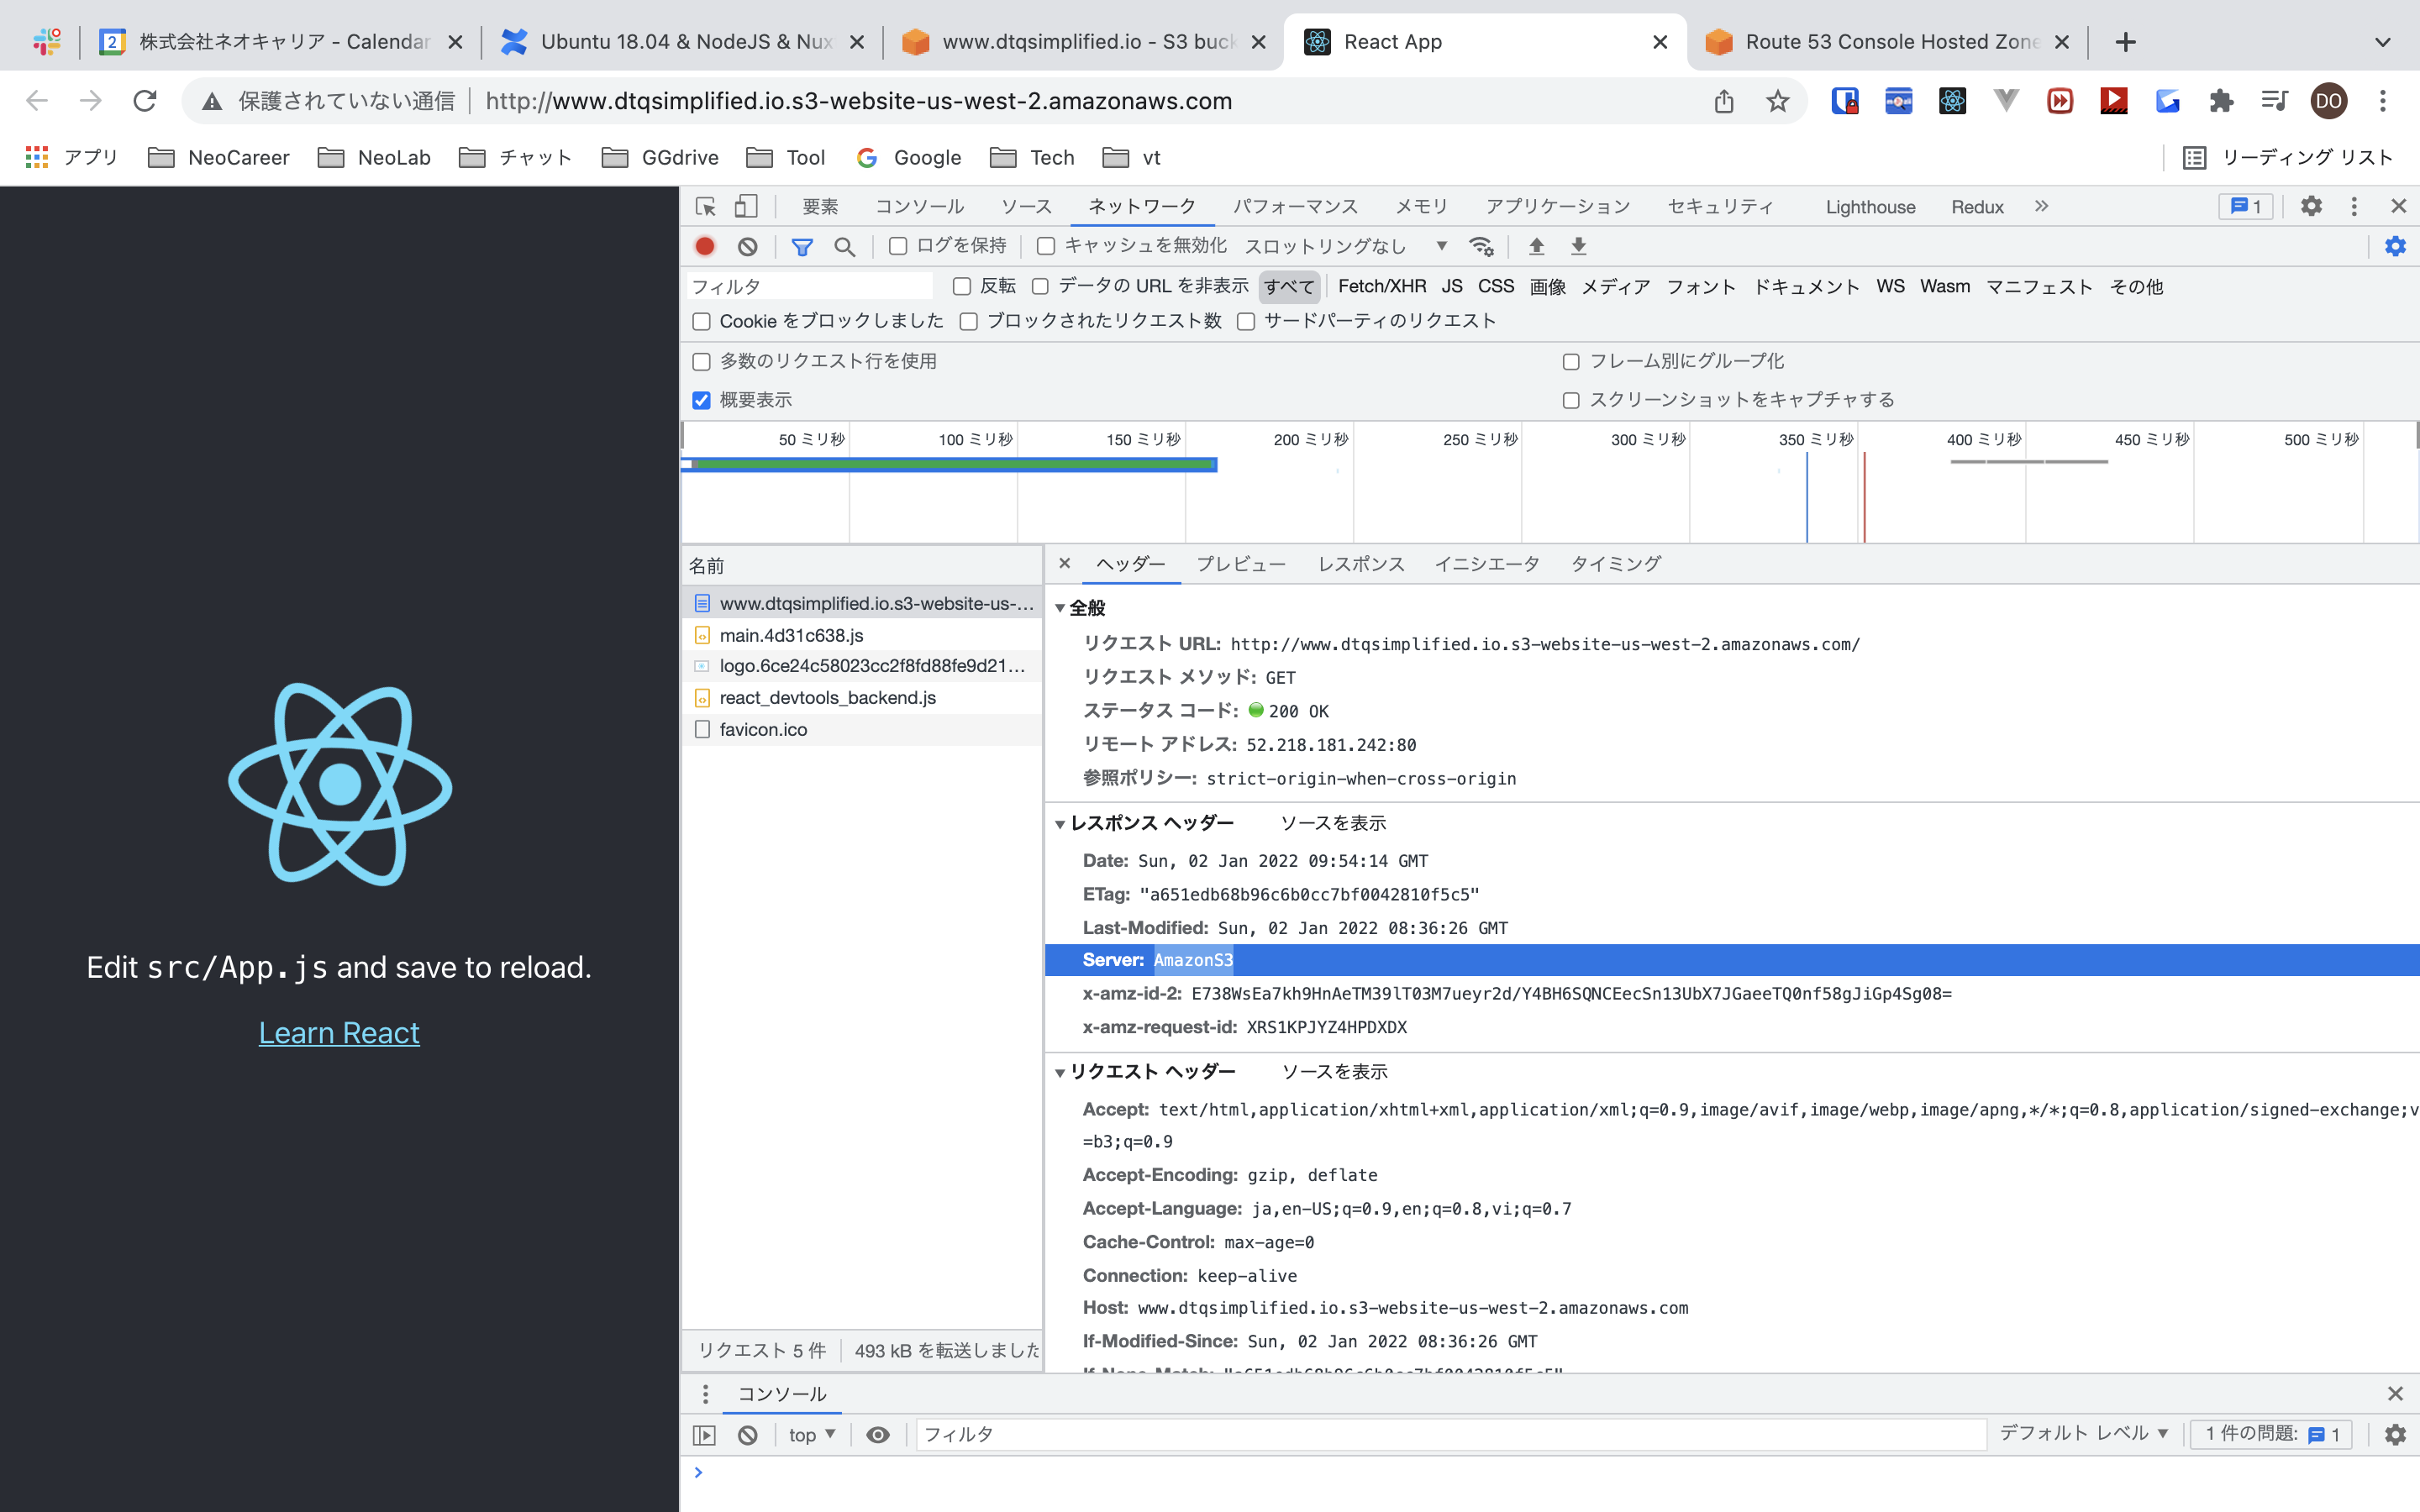 株式会社ネオキャリア - Calendar
Ubuntu 18.04 & NodeJS & Nux
www.dtqsimplified.io - S3 buck
React App
Route 53 Console Hosted Zone
保護されていない通信
http://www.dtqsimplified.io.s3-website-us-west-2.amazonaws.com
DO
アプリ
NeoCareer
NeoLab
チャット
GGdrive
Tool
Google
Tech
vt
リーディング リスト
要素
コンソール
ソース
ネットワーク
パフォーマンス
メモリ
アプリケーション
セキュリティ
Lighthouse
Redux
1
ログを保持
キャッシュを無効化
スロットリングなし
フィルタ
反転
データの URL を非表示
すべて
Fetch/XHR
JS
CSS
画像
メディア
フォント
ドキュメント
WS
Wasm
マニフェスト
その他
Cookie をブロックしました
ブロックされたリクエスト数
サードパーティのリクエスト
多数のリクエスト行を使用
フレーム別にグループ化
概要表示
スクリーンショットをキャプチャする
50 ミリ秒
100 ミリ秒
150 ミリ秒
200 ミリ秒
250 ミリ秒
300 ミリ秒
350 ミリ秒
400 ミリ秒
450 ミリ秒
500 ミリ秒
Edit src/App.js and save to reload.
Learn React
名前
www.dtqsimplified.io.s3-website-us-...
main.4d31c638.js
logo.6ce24c58023cc2f8fd88fe9d21...
react_devtools_backend.js
favicon.ico
リクエスト 5 件
493 kB を転送しました
ヘッダー
プレビュー
レスポンス
イニシエータ
タイミング
全般
リクエスト URL: http://www.dtqsimplified.io.s3-website-us-west-2.amazonaws.com/
リクエスト メソッド: GET
ステータス コード: 200 OK
リモート アドレス: 52.218.181.242:80
参照ポリシー: strict-origin-when-cross-origin
レスポンス ヘッダー
ソースを表示
Date: Sun, 02 Jan 2022 09:54:14 GMT
ETag: "a651edb68b96c6b0cc7bf0042810f5c5"
Last-Modified: Sun, 02 Jan 2022 08:36:26 GMT
Server: AmazonS3
x-amz-id-2: E738WsEa7kh9HnAeTM39lT03M7ueyr2d/Y4BH6SQNCEecSn13UbX7JGaeeTQ0nf58gJiGp4Sg08=
x-amz-request-id: XRS1KPJYZ4HPDXDX
リクエスト ヘッダー
ソースを表示
Accept: text/html,application/xhtml+xml,application/xml;q=0.9,image/avif,image/webp,image/apng,*/*;q=0.8,application/signed-exchange;v
=b3;q=0.9
Accept-Encoding: gzip, deflate
Accept-Language: ja,en-US;q=0.9,en;q=0.8,vi;q=0.7
Cache-Control: max-age=0
Connection: keep-alive
Host: www.dtqsimplified.io.s3-website-us-west-2.amazonaws.com
If-Modified-Since: Sun, 02 Jan 2022 08:36:26 GMT
If-None-Match: "a651edb68b96c6b0cc7bf0042810f5c5"
コンソール
top
フィルタ
デフォルト レベル
1 件の問題: 1